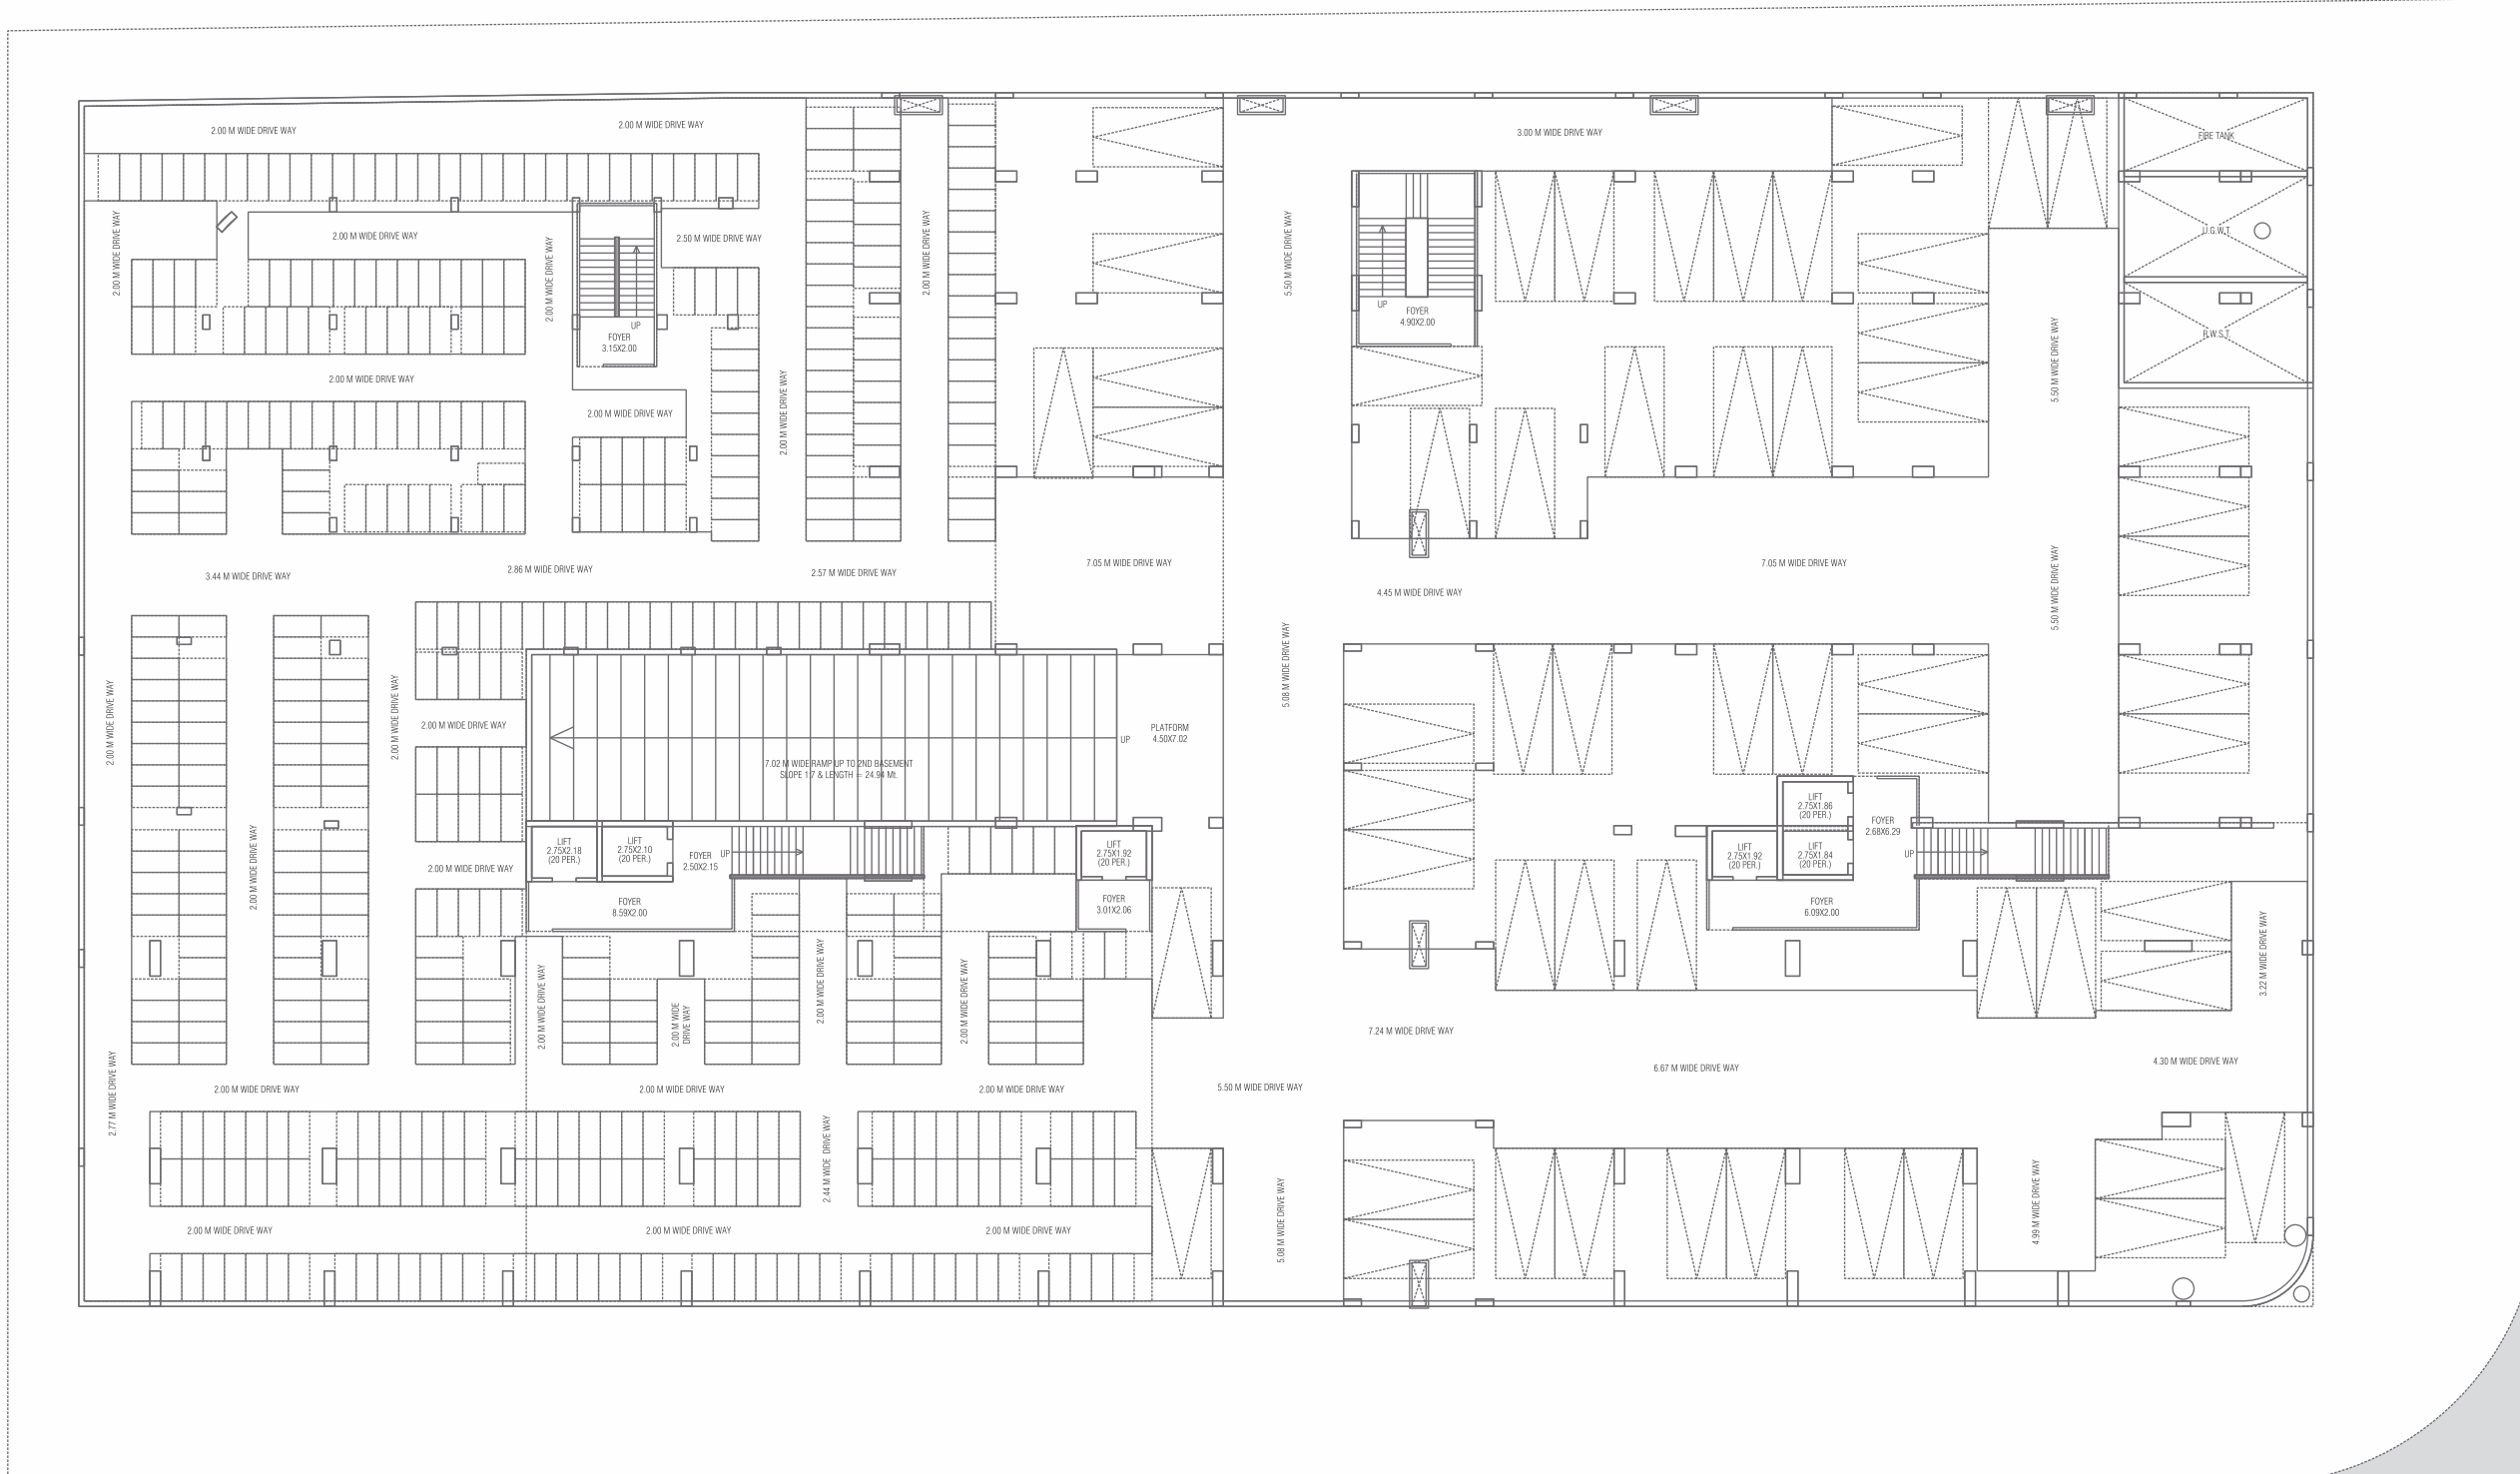 2.00 M WIDE DRIVE WAY
2.00 M WIDE DRIVE WAY
3.00 M WIDE DRIVE WAY
FIRE TANK
2.00 M WIDE DRIVE WAY
2.00 M WIDE DRIVE WAY
2.00 M WIDE DRIVE WAY
2.50 M WIDE DRIVE WAY
2.00 M WIDE DRIVE WAY
5.50 M WIDE DRIVE WAY
U.G.W.T.
UP
FOYER
3.15X2.00
UP
FOYER
4.90X2.00
R.W.S.T.
5.50 M WIDE DRIVE WAY
2.00 M WIDE DRIVE WAY
2.00 M WIDE DRIVE WAY
2.00 M WIDE DRIVE WAY
3.44 M WIDE DRIVE WAY
2.86 M WIDE DRIVE WAY
2.57 M WIDE DRIVE WAY
7.05 M WIDE DRIVE WAY
4.45 M WIDE DRIVE WAY
7.05 M WIDE DRIVE WAY
5.50 M WIDE DRIVE WAY
2.00 M WIDE DRIVE WAY
2.00 M WIDE DRIVE WAY
2.00 M WIDE DRIVE WAY
5.08 M WIDE DRIVE WAY
UP
PLATFORM
4.50X7.02
7.02 M WIDE RAMP UP TO 2ND BASEMENT
SLOPE 1:7 & LENGTH = 24.94 Mt.
2.00 M WIDE DRIVE WAY
2.00 M WIDE DRIVE WAY
LIFT
2.75X2.18
(20 PER.)
LIFT
2.75X2.10
(20 PER.)
FOYER
2.50X2.15
UP
LIFT
2.75X1.92
(20 PER.)
LIFT
2.75X1.86
(20 PER.)
FOYER
2.68X6.29
LIFT
2.75X1.92
(20 PER.)
LIFT
2.75X1.84
(20 PER.)
UP
FOYER
8.59X2.00
FOYER
3.01X2.06
FOYER
6.09X2.00
2.00 M WIDE DRIVE WAY
2.00 M WIDE
DRIVE WAY
2.00 M WIDE DRIVE WAY
2.00 M WIDE DRIVE WAY
3.22 M WIDE DRIVE WAY
7.24 M WIDE DRIVE WAY
6.67 M WIDE DRIVE WAY
4.30 M WIDE DRIVE WAY
2.77 M WIDE DRIVE WAY
2.00 M WIDE DRIVE WAY
2.00 M WIDE DRIVE WAY
2.00 M WIDE DRIVE WAY
5.50 M WIDE DRIVE WAY
2.44 M WIDE DRIVE WAY
5.08 M WIDE DRIVE WAY
4.99 M WIDE DRIVE WAY
2.00 M WIDE DRIVE WAY
2.00 M WIDE DRIVE WAY
2.00 M WIDE DRIVE WAY